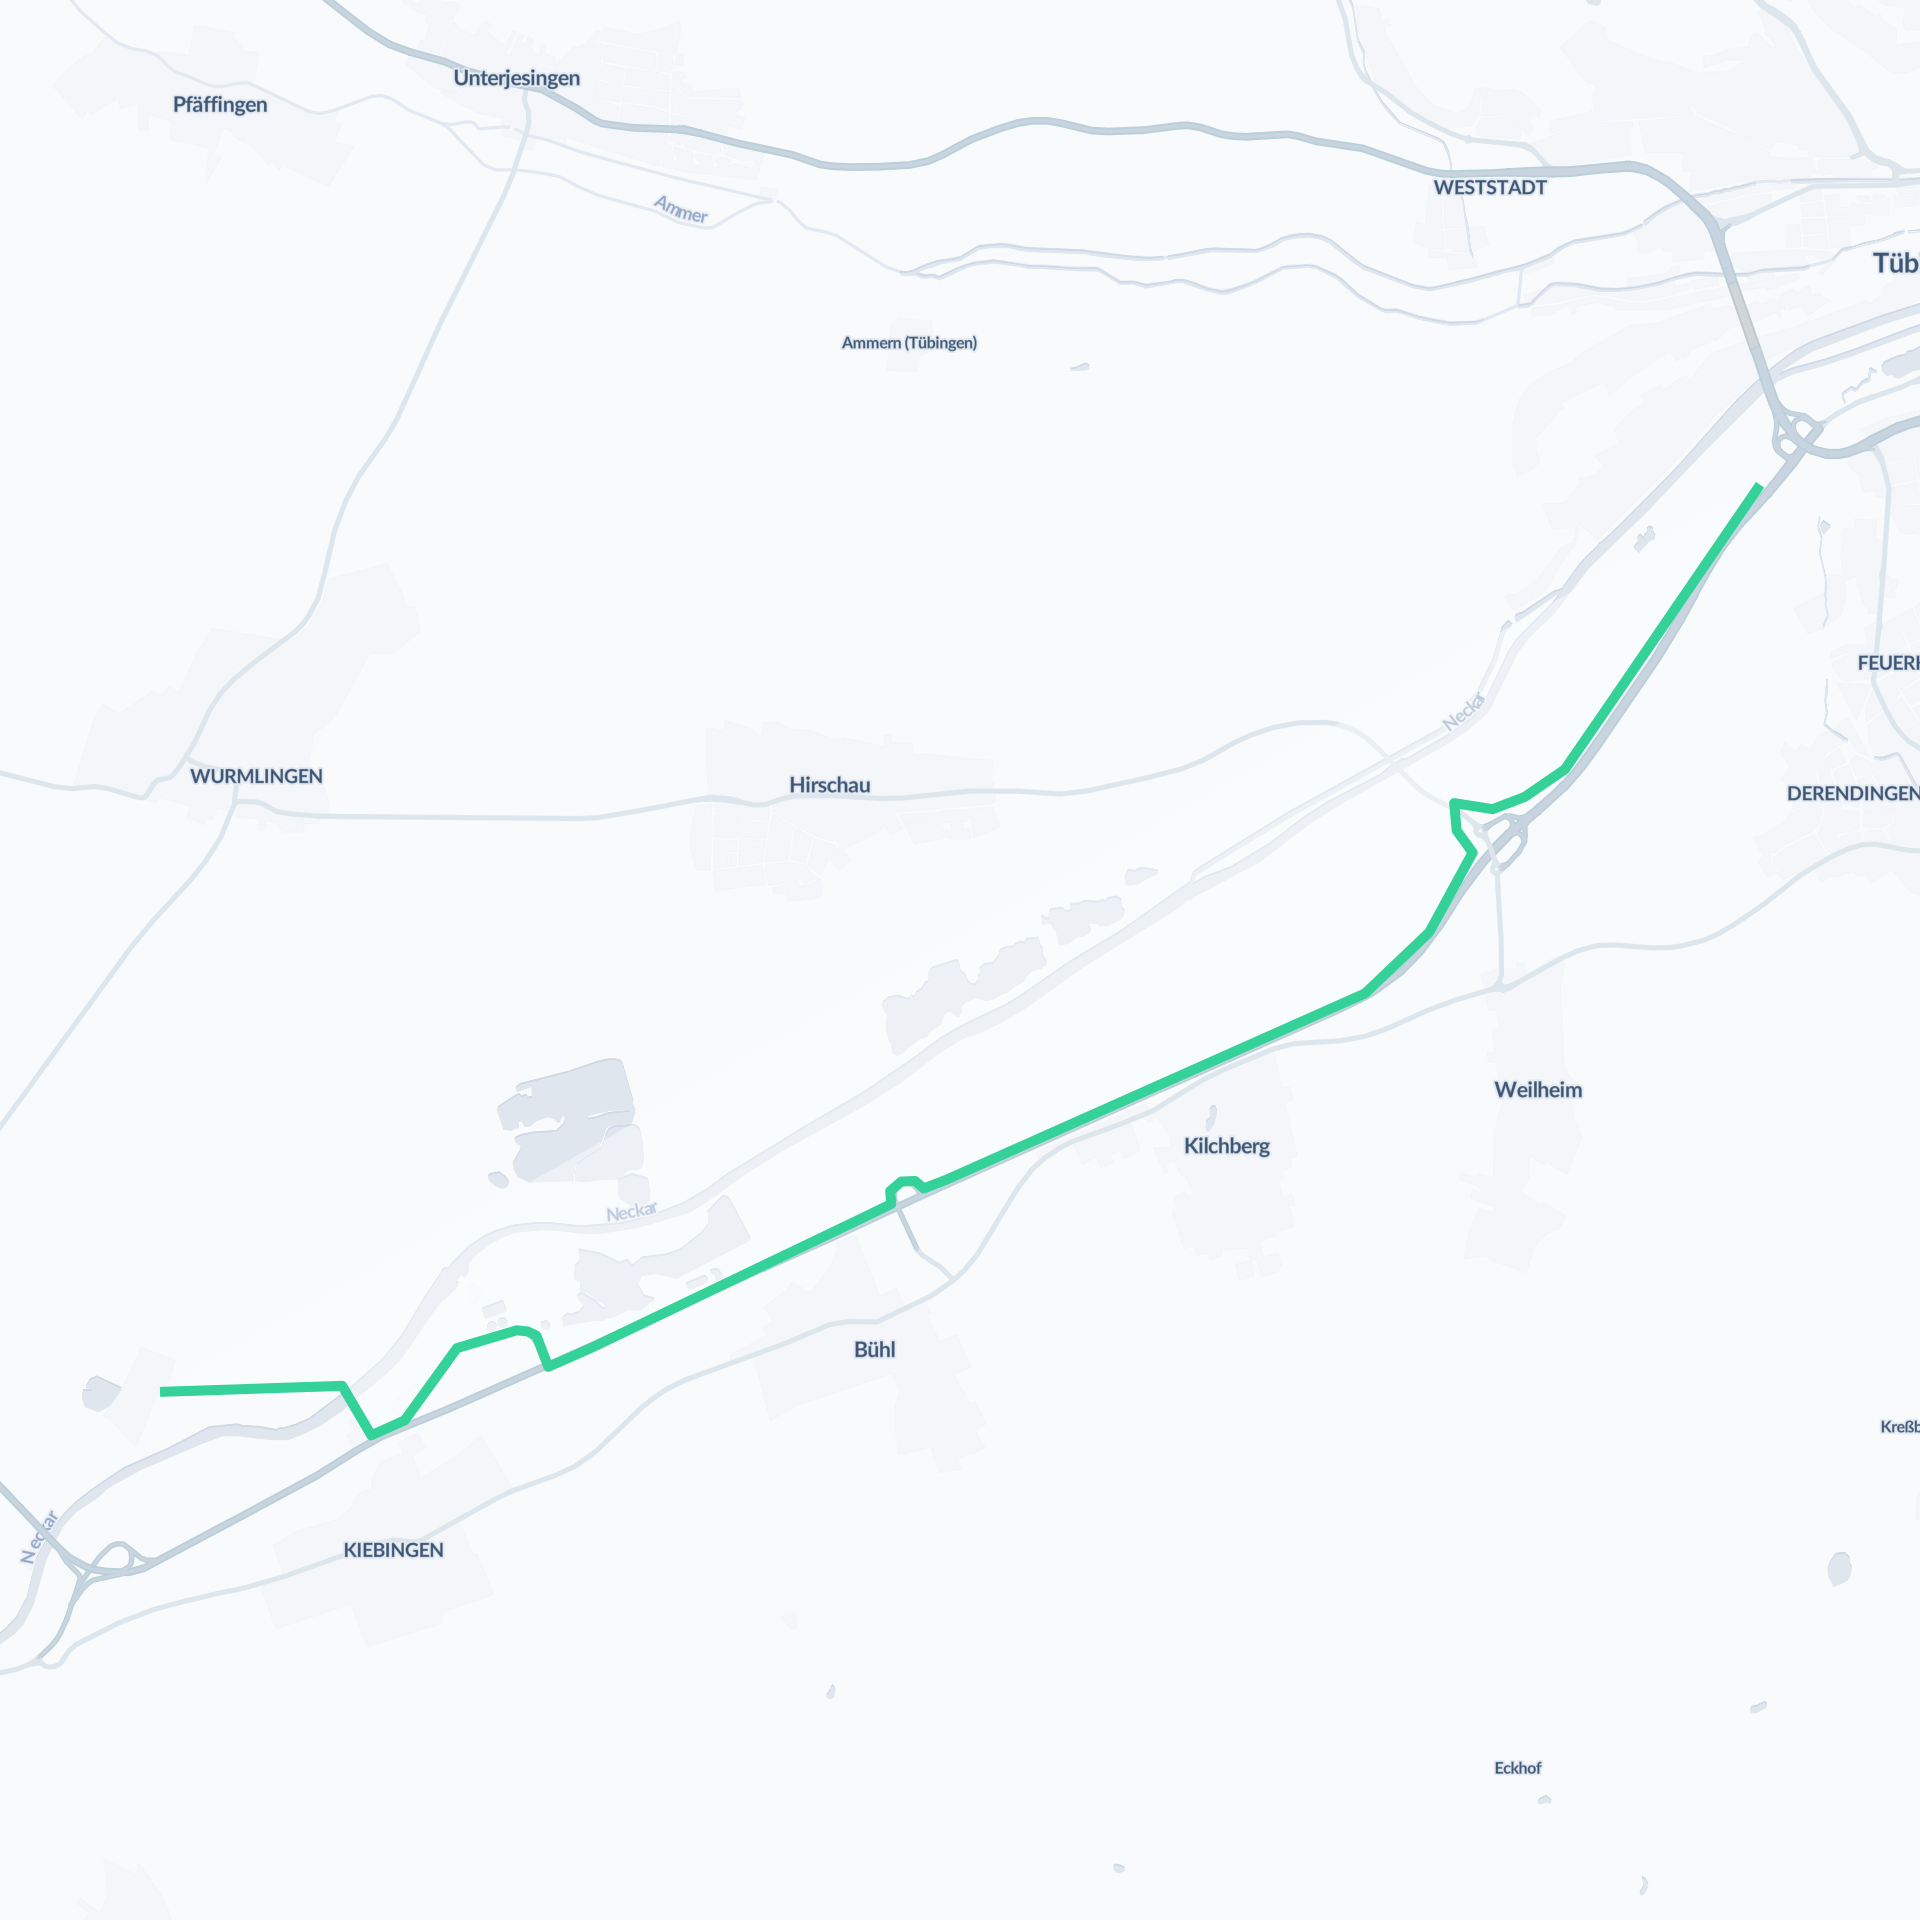 Unterjesingen
Pfäffingen
WESTSTADT
Ammer
Tüb
Ammern (Tübingen)
FEUERH
Neckar
WURMLINGEN
Hirschau
DERENDINGEN
Weilheim
Kilchberg
Neckar
Bühl
Kreßb
Neckar
KIEBINGEN
Eckhof